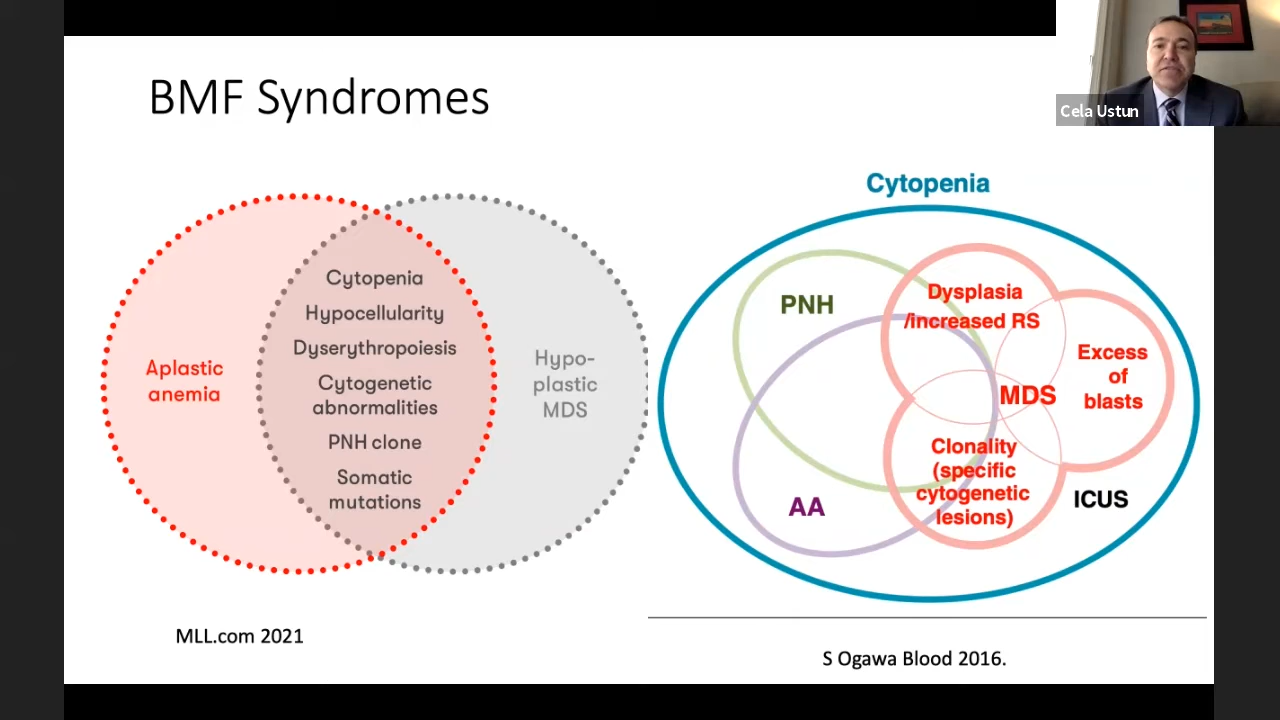 BMF Syndromes
Cela Ustun
Aplastic
anemia
Cytopenia
Hypocellularity
Dyserythropoiesis
Cytogenetic
abnormalities
PNH clone
Somatic
mutations
Hypo-
plastic
MDS
MLL.com 2021
Cytopenia
PNH
Dysplasia
/increased RS
Excess
of
blasts
MDS
Clonality
(specific
cytogenetic
lesions)
AA
ICUS
S Ogawa Blood 2016.